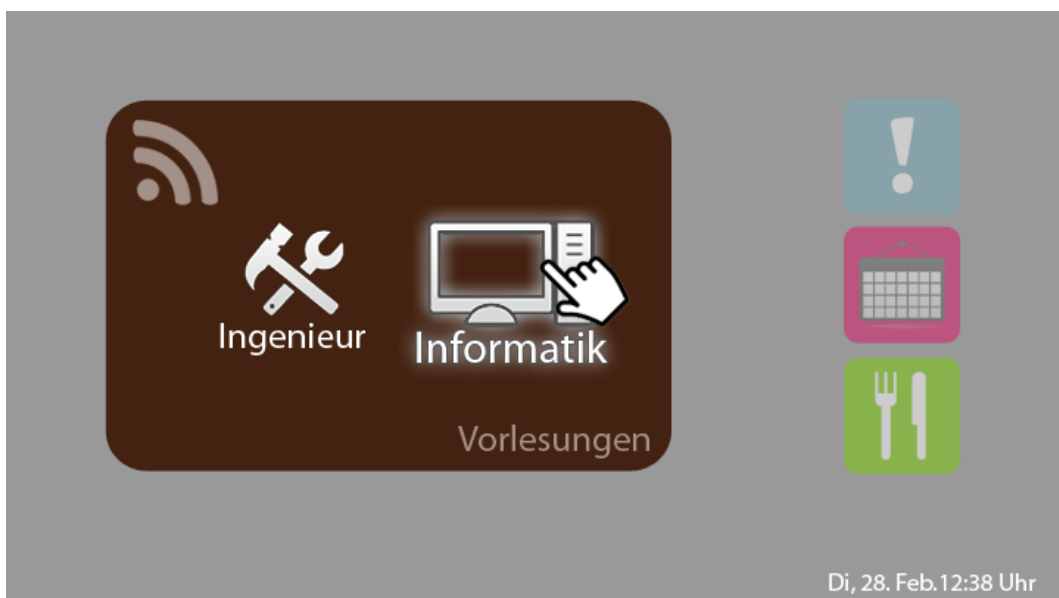 Ingenieur
Informatik
Vorlesungen
Di, 28. Feb.12:38 Uhr